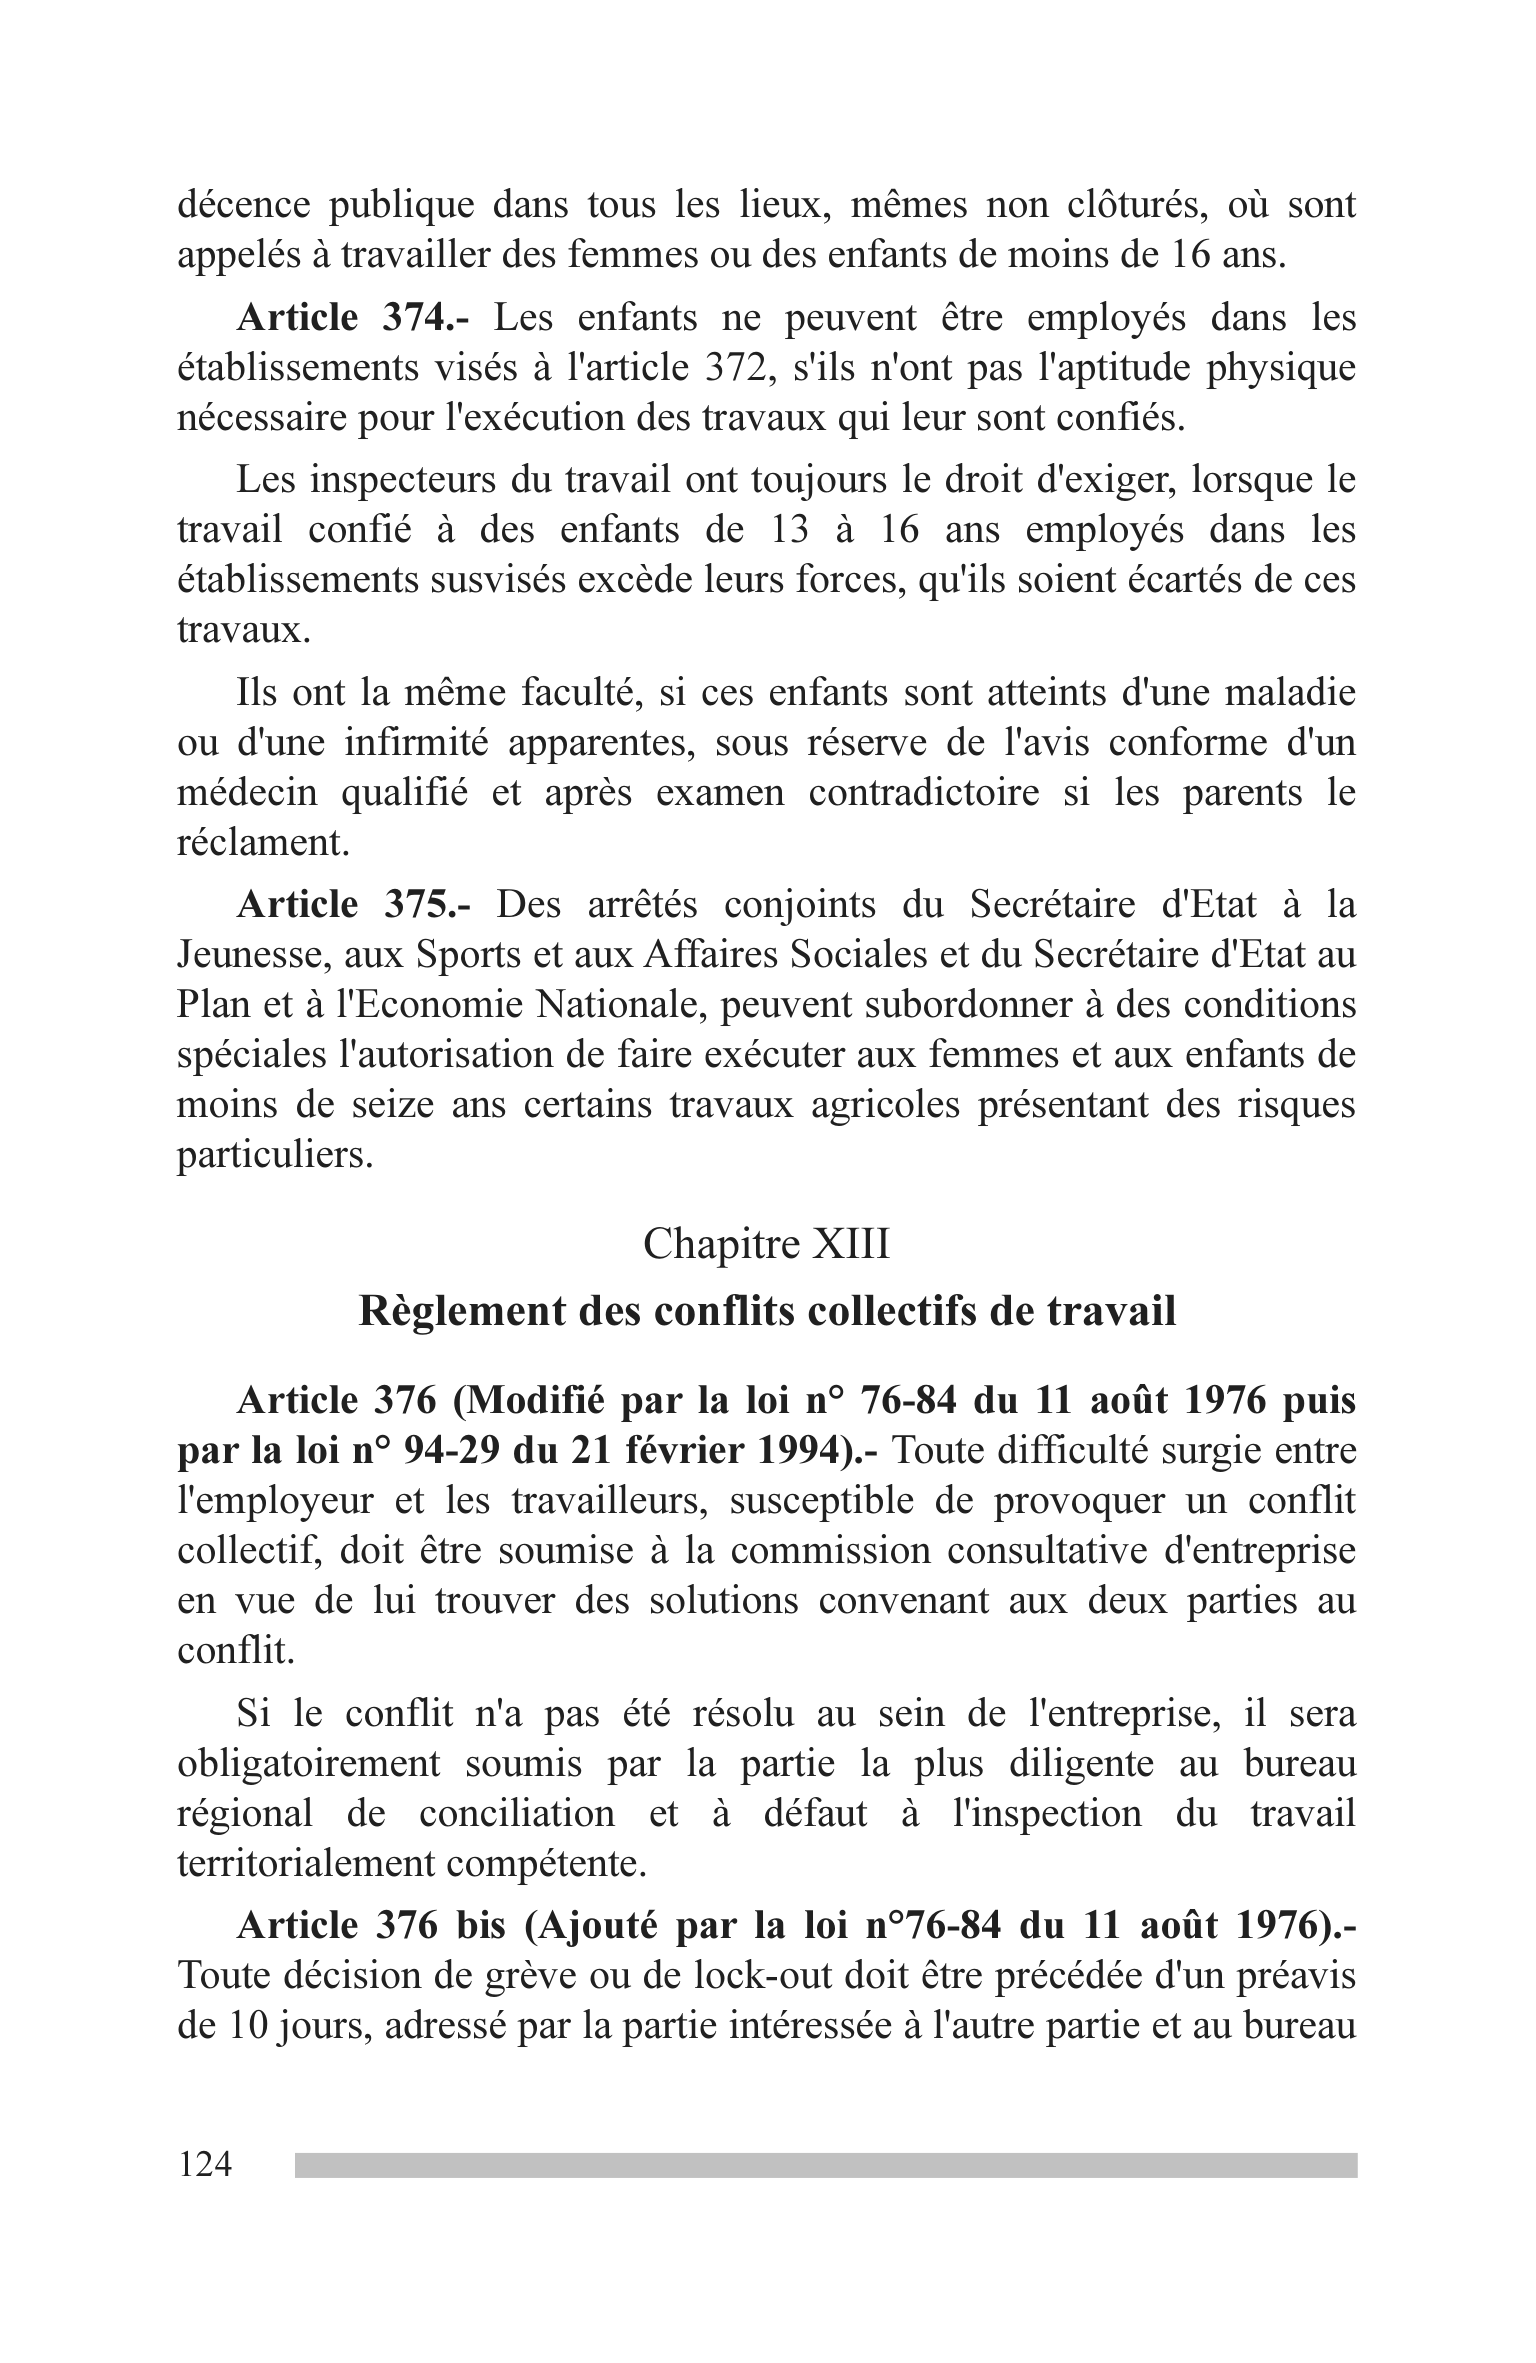 décence publique dans tous les lieux, mêmes non clôturés, où sont
appelés à travailler des femmes ou des enfants de moins de 16 ans.
Article 374.- Les enfants ne peuvent être employés dans les
établissements visés à l'article 372, s'ils n'ont pas l'aptitude physique
nécessaire pour l'exécution des travaux qui leur sont confiés.
Les inspecteurs du travail ont toujours le droit d'exiger, lorsque le
travail confié à des enfants de 13 à 16 ans employés dans les
établissements susvisés excède leurs forces, qu'ils soient écartés de ces
travaux.
Ils ont la même faculté, si ces enfants sont atteints d'une maladie
ou d'une infirmité apparentes, sous réserve de l'avis conforme d'un
médecin qualifié et après examen contradictoire si les parents le
réclament.
Article 375.- Des arrêtés conjoints du Secrétaire d'Etat à la
Jeunesse, aux Sports et aux Affaires Sociales et du Secrétaire d'Etat au
Plan et à l'Economie Nationale, peuvent subordonner à des conditions
spéciales l'autorisation de faire exécuter aux femmes et aux enfants de
moins de seize ans certains travaux agricoles présentant des risques
particuliers.
Chapitre XIII
Règlement des conflits collectifs de travail
Article 376 (Modifié par la loi n° 76-84 du 11 août 1976 puis
par la loi n° 94-29 du 21 février 1994).- Toute difficulté surgie entre
l'employeur et les travailleurs, susceptible de provoquer un conflit
collectif, doit être soumise à la commission consultative d'entreprise
en vue de lui trouver des solutions convenant aux deux parties au
conflit.
Si le conflit n'a pas été résolu au sein de l'entreprise, il sera
obligatoirement soumis par la partie la plus diligente au bureau
régional de conciliation et à défaut à l'inspection du travail
territorialement compétente.
Article 376 bis (Ajouté par la loi n°76-84 du 11 août 1976).-
Toute décision de grève ou de lock-out doit être précédée d'un préavis
de 10 jours, adressé par la partie intéressée à l'autre partie et au bureau
124